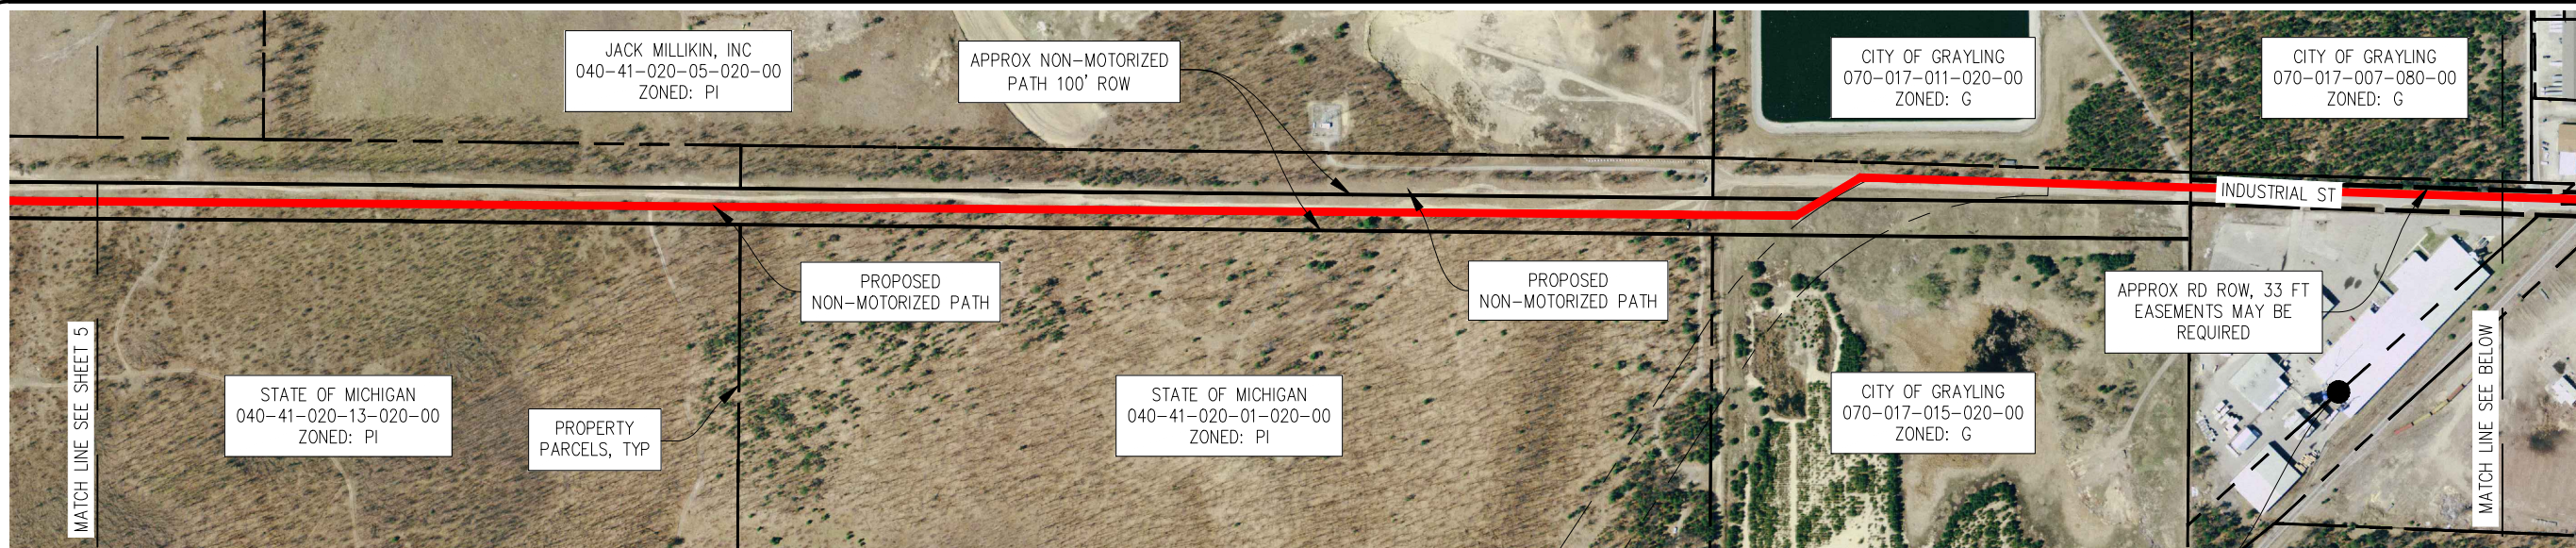 JACK MILLIKIN, INC
040-41-020-05-020-00
ZONED: PI
APPROX NON-MOTORIZED
PATH 100' ROW
CITY OF GRAYLING
070-017-011-020-00
ZONED: G
CITY OF GRAYLING
070-017-007-080-00
ZONED: G
INDUSTRIAL ST
PROPOSED
NON-MOTORIZED PATH
PROPOSED
NON-MOTORIZED PATH
APPROX RD ROW, 33 FT
EASEMENTS MAY BE
REQUIRED
MATCH LINE SEE SHEET 5
STATE OF MICHIGAN
040-41-020-13-020-00
ZONED: PI
PROPERTY
PARCELS, TYP
STATE OF MICHIGAN
040-41-020-01-020-00
ZONED: PI
CITY OF GRAYLING
070-017-015-020-00
ZONED: G
MATCH LINE SEE BELOW